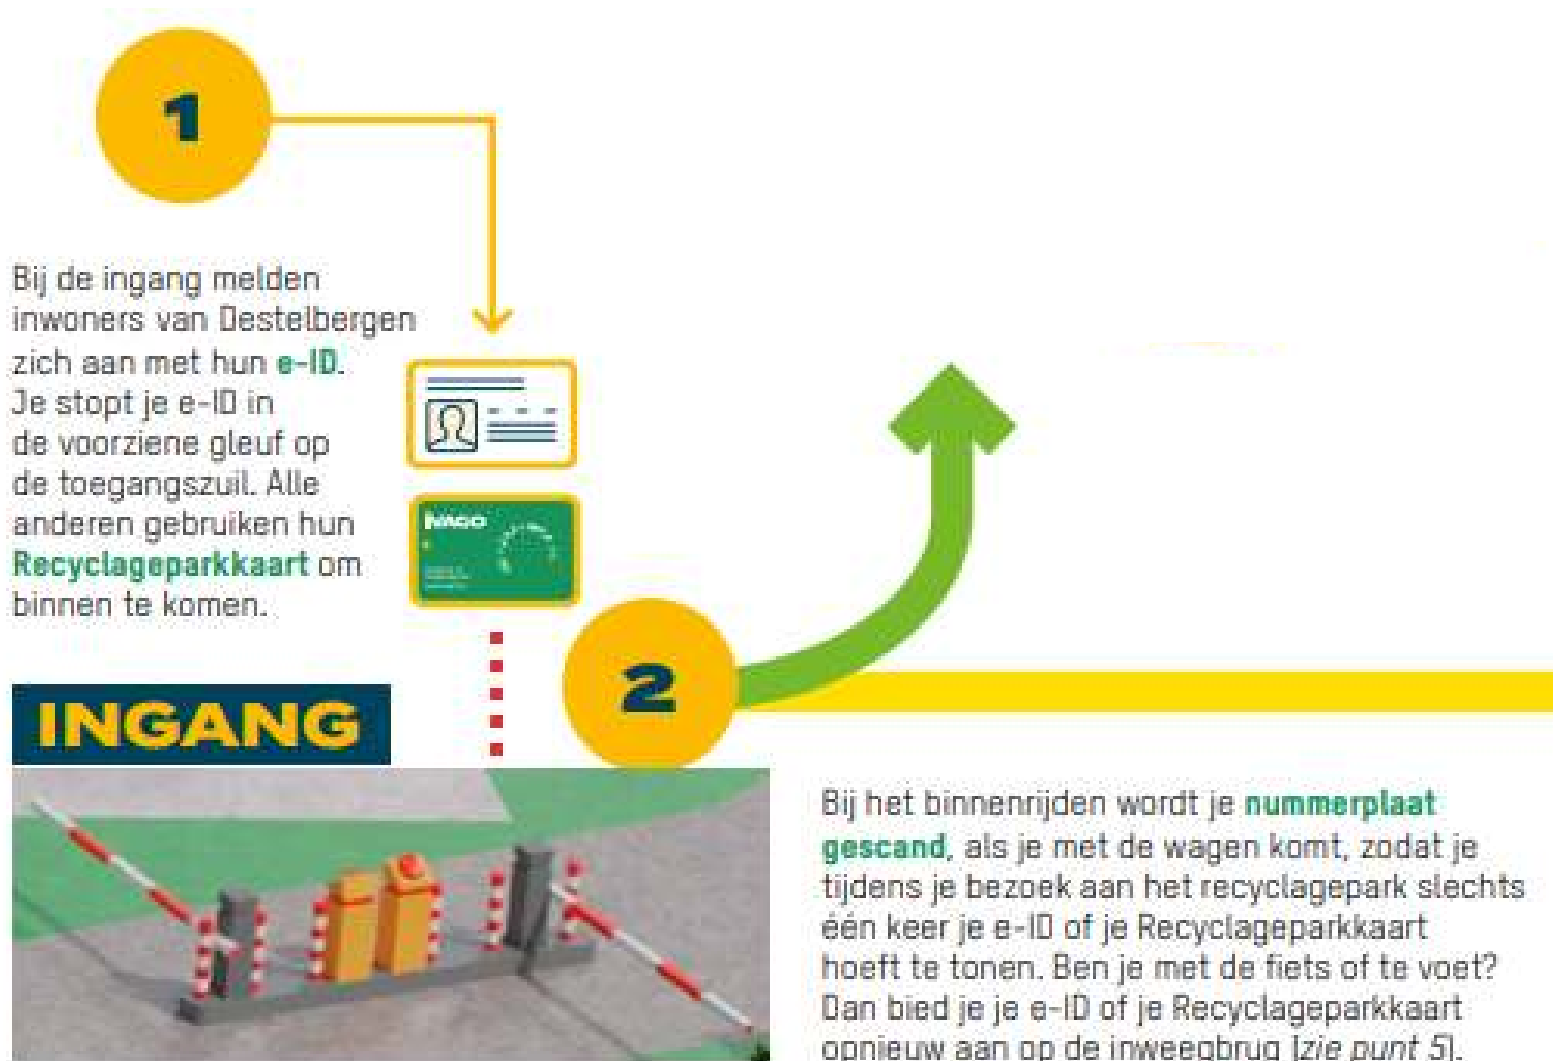 1
Bij de ingang melden
inwoners van Destelbergen
zich aan met hun e-ID.
Je stopt je e-ID in
de voorziene gleuf op
de toegangszuil. Alle
anderen gebruiken hun
Recyclageparkkaart om
binnen te komen.
IVAGO
2
INGANG
Bij het binnenrijden wordt je nummerplaat
gescand, als je met de wagen komt, zodat je
tijdens je bezoek aan het recyclagepark slechts
één keer je e-ID of je Recyclageparkkaart
hoeft te tonen. Ben je met de fiets of te voet?
Dan bied je je e-ID of je Recyclageparkkaart
opnieuw aan op de inweegbrug (zie punt 5).